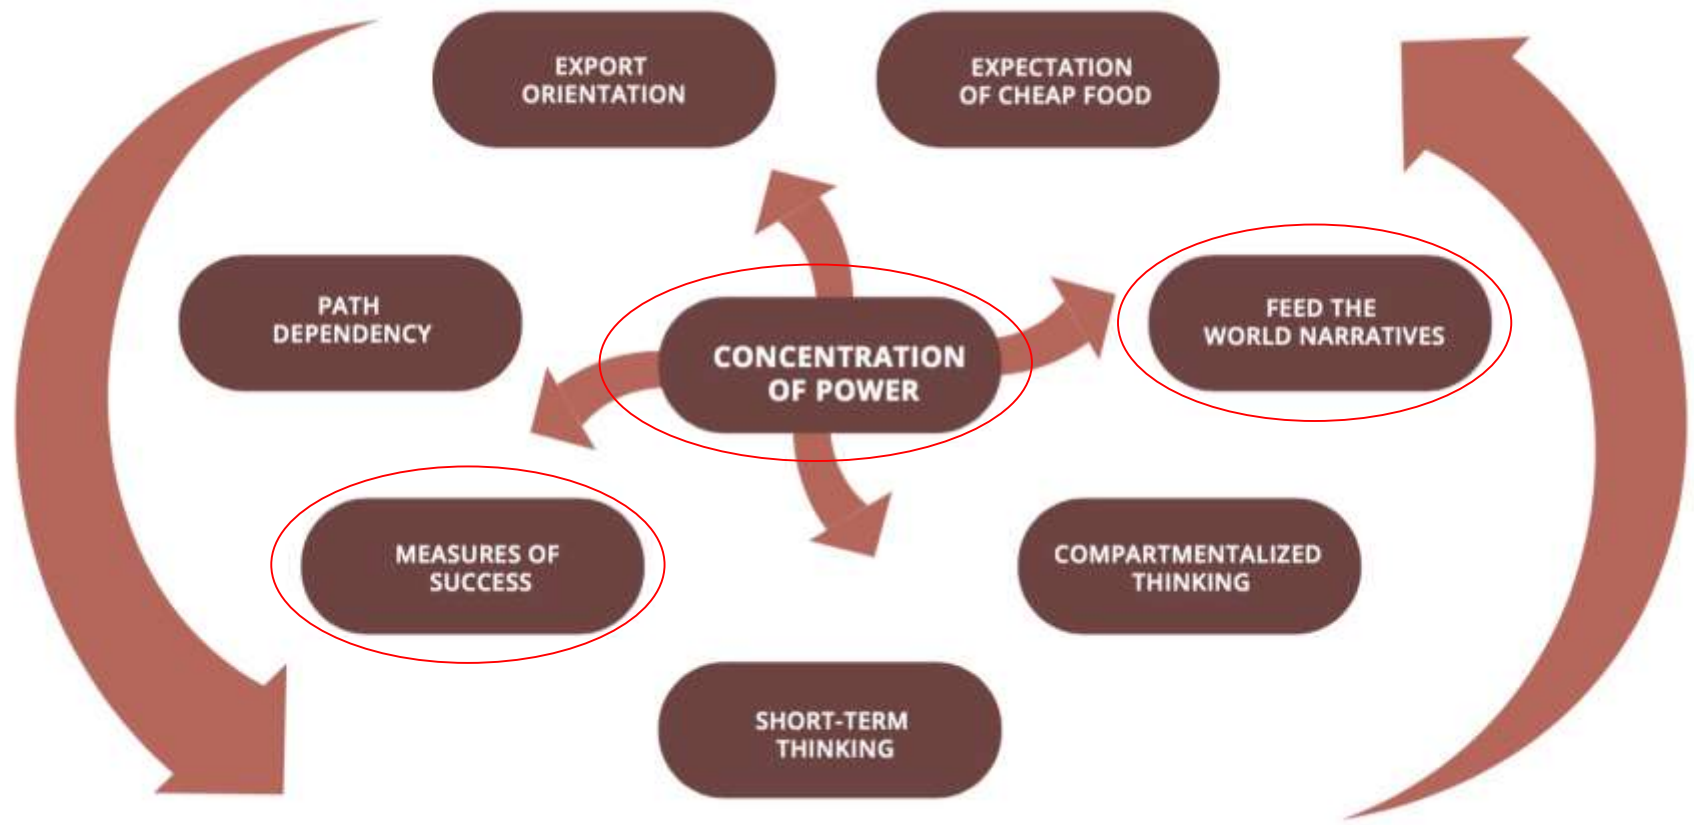 EXPORT
ORIENTATION
EXPECTATION
OF CHEAP FOOD
PATH
DEPENDENCY
FEED THE
WORLD NARRATIVES
CONCENTRATION
OF POWER
MEASURES OF
SUCCESS
COMPARTMENTALIZED
THINKING
SHORT-TERM
THINKING